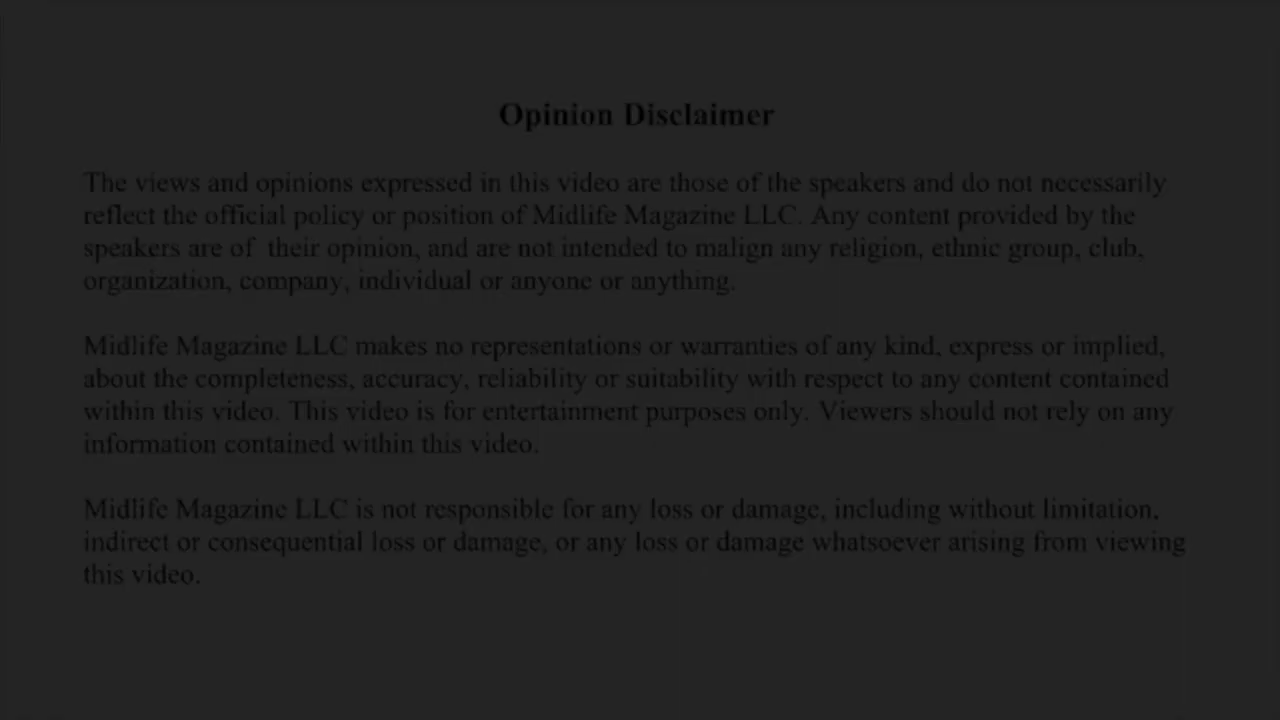 Opinion Disclaimer
The views and opinions expressed in this video are those of the speakers and do not necessarily
reflect the official policy or position of Midlife Magazine LLC. Any content provided by the
speakers are of  their opinion, and are not intended to malign any religion, ethnic group, club,
organization, company, individual or anyone or anything.
Midlife Magazine LLC makes no representations or warranties of any kind, express or implied,
about the completeness, accuracy, reliability or suitability with respect to any content contained
within this video. This video is for entertainment purposes only. Viewers should not rely on any
information contained within this video.
Midlife Magazine LLC is not responsible for any loss or damage, including without limitation,
indirect or consequential loss or damage, or any loss or damage whatsoever arising from viewing
this video.